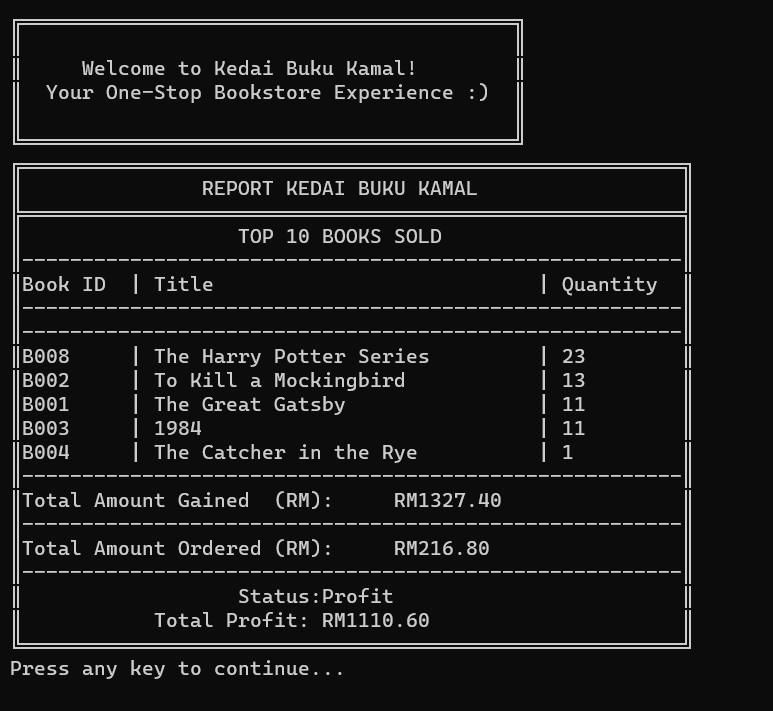 Welcome to Kedai Buku Kamal!
Your One-Stop Bookstore Experience :)
REPORT KEDAI BUKU KAMAL
TOP 10 BOOKS SOLD
-------------------------------------------------------
Book ID  | Title                           | Quantity
-------------------------------------------------------
-------------------------------------------------------
B008     | The Harry Potter Series         | 23
B002     | To Kill a Mockingbird           | 13
B001     | The Great Gatsby                | 11
B003     | 1984                            | 11
B004     | The Catcher in the Rye          | 1
-------------------------------------------------------
Total Amount Gained  (RM):     RM1327.40
-------------------------------------------------------
Total Amount Ordered (RM):     RM216.80
-------------------------------------------------------
Status:Profit
Total Profit: RM1110.60
Press any key to continue...